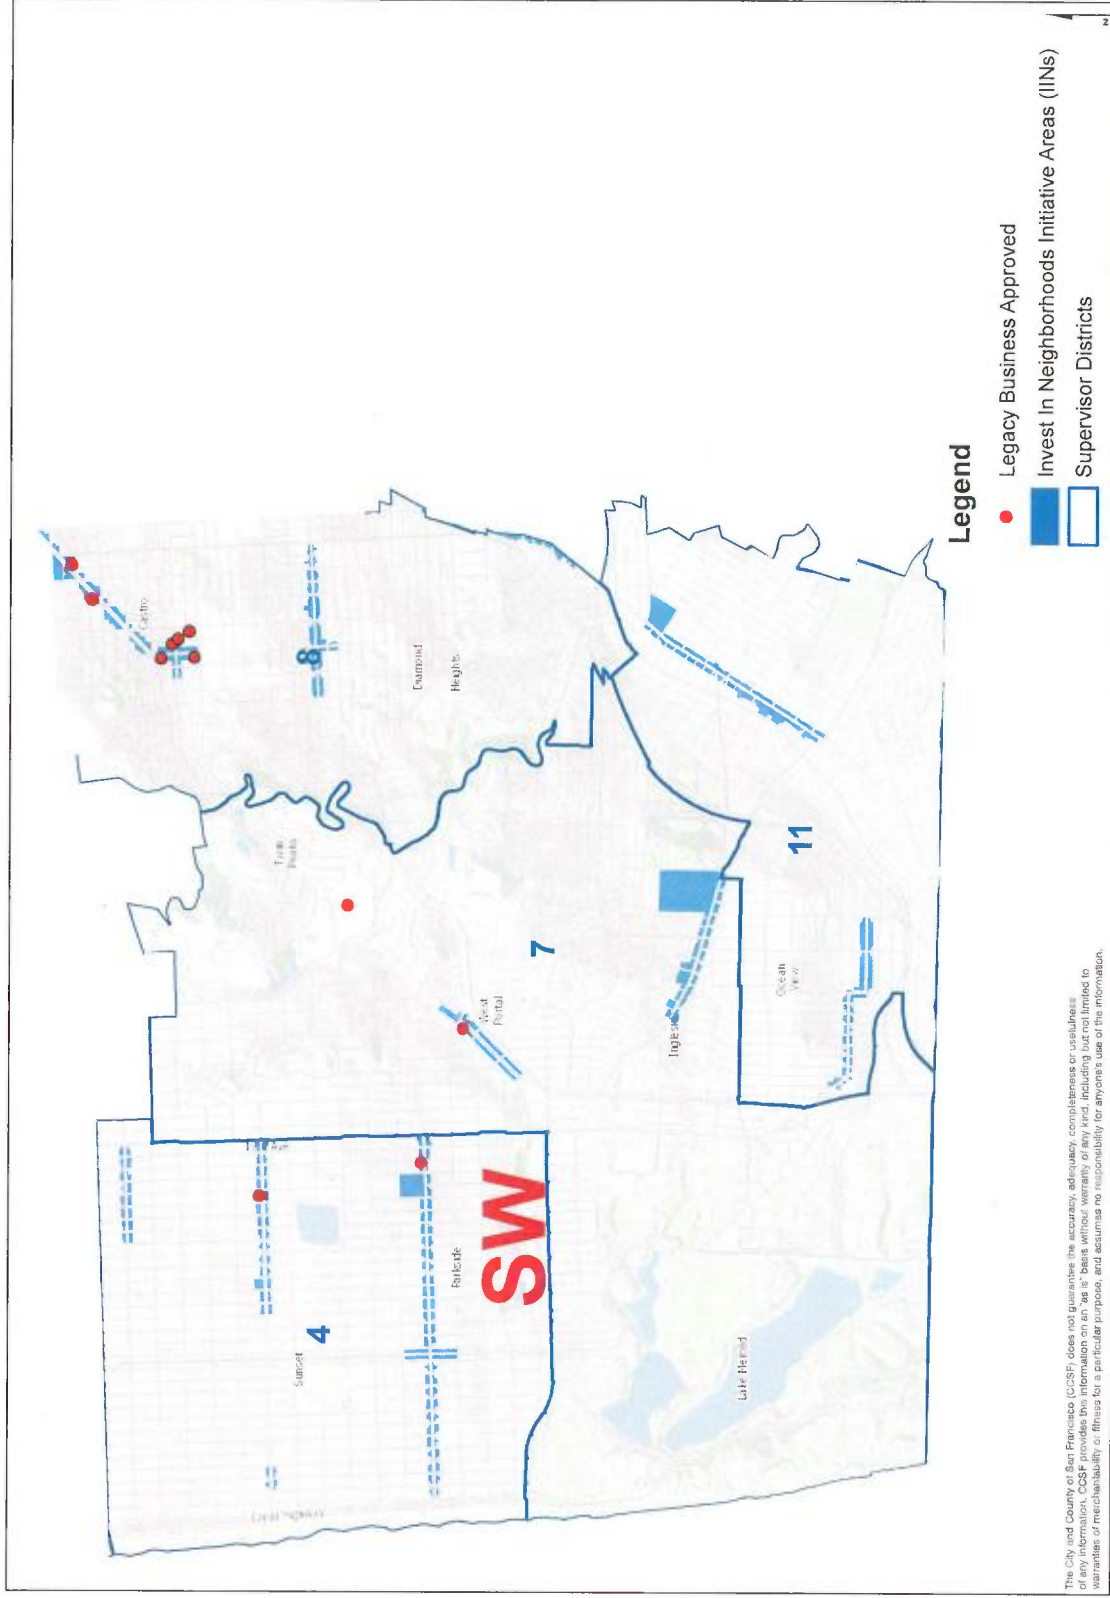 Castro
8
Diamond
Heights
Twin
Peaks
7
West
Portal
Ingleside
11
Ocean
View
4
Sunset
Parkside
SW
Lake Merced
Legend
Legacy Business Approved
Invest In Neighborhoods Initiative Areas (IINs)
Supervisor Districts
The City and County of San Francisco (CCSF) does not guarantee the accuracy, adequacy, completeness or usefulness
of any information. CCSF provides this information on an "as is" basis without warranty of any kind, including but not limited to
warranties of merchantability or fitness for a particular purpose, and assumes no responsibility for anyone's use of the information.